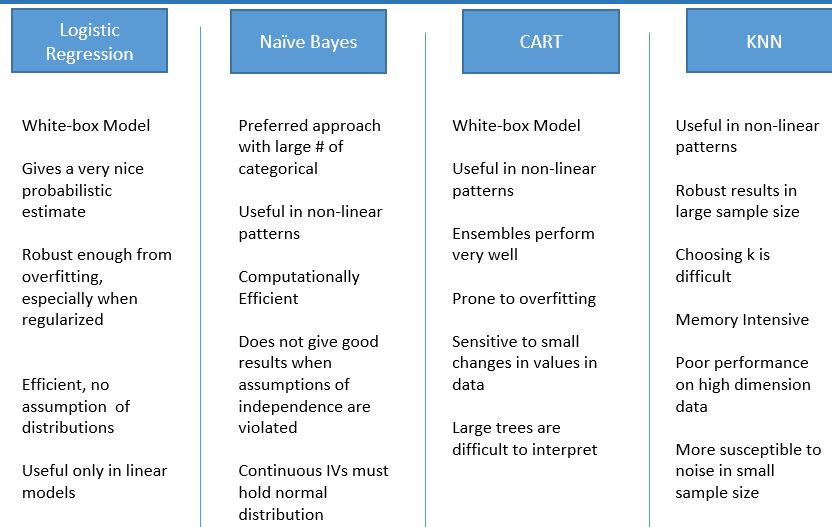 Logistic
Regression
White-box Model
Gives a very nice
probabilistic
estimate
Robust enough from
overfitting,
especially when
regularized
Efficient, no
assumption  of
distributions
Useful only in linear
models
Naïve Bayes
Preferred approach
with large # of
categorical
Useful in non-linear
patterns
Computationally
Efficient
Does not give good
results when
assumptions of
independence are
violated
Continuous IVs must
hold normal
distribution
CART
White-box Model
Useful in non-linear
patterns
Ensembles perform
very well
Prone to overfitting
Sensitive to small
changes in values in
data
Large trees are
difficult to interpret
KNN
Useful in non-linear
patterns
Robust results in
large sample size
Choosing k is
difficult
Memory Intensive
Poor performance
on high dimension
data
More susceptible to
noise in small
sample size